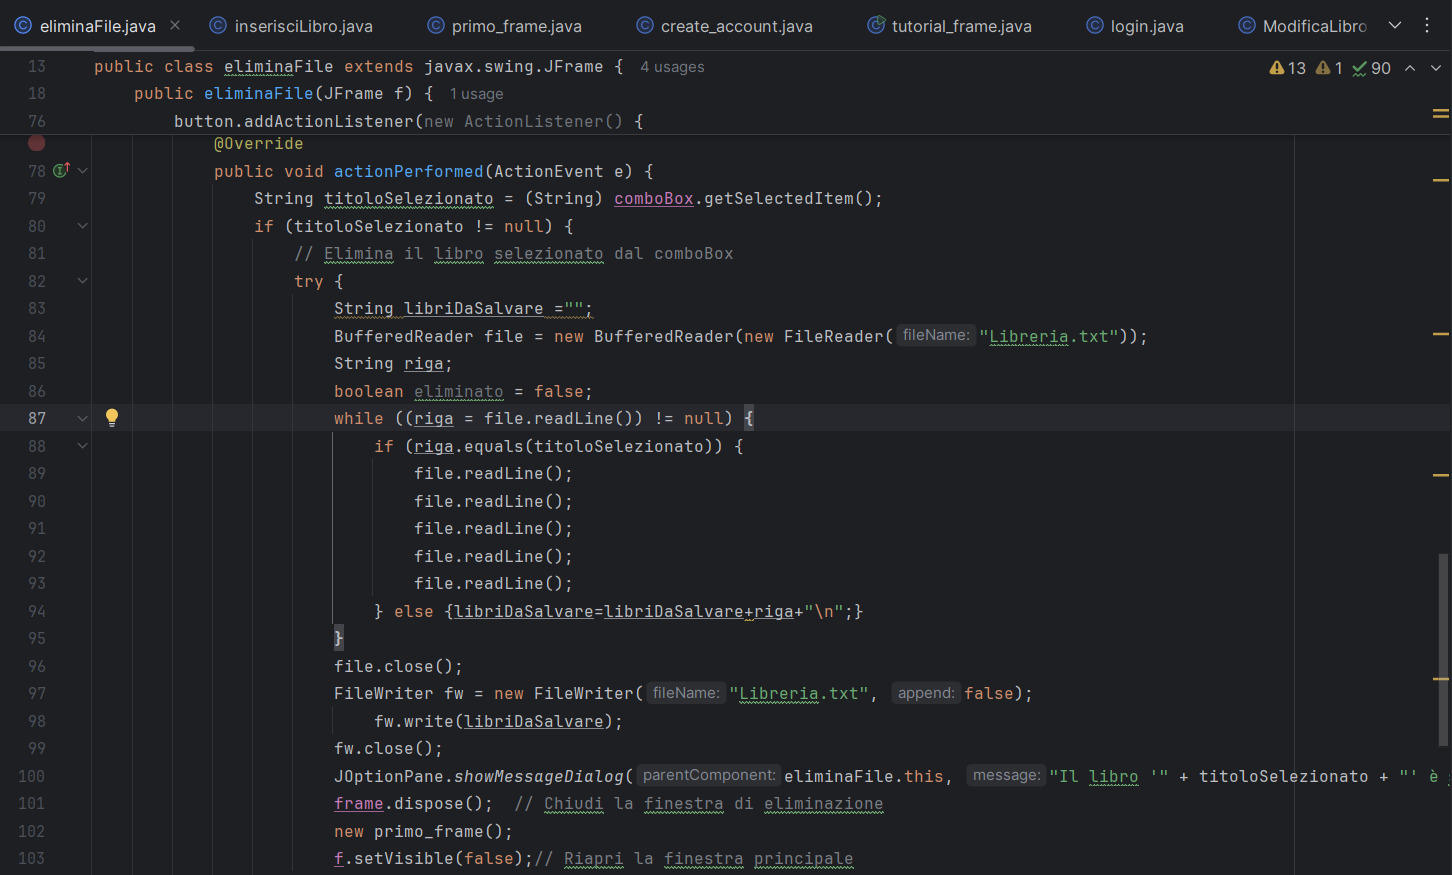 eliminaFile.java inserisciLibro.java primo_frame.java create_account.java tutorial_frame.java login.java ModificaLibro
13 public class eliminaFile extends javax.swing.JFrame { 4 usages 13 1 90
18 public eliminaFile(JFrame f) { 1 usage
76 button.addActionListener(new ActionListener() {
@Override
78 public void actionPerformed(ActionEvent e) {
79 String titoloSelezionato = (String) comboBox.getSelectedItem();
80 if (titoloSelezionato != null) {
81 // Elimina il libro selezionato dal comboBox
82 try {
83 String libriDaSalvare ="";
84 BufferedReader file = new BufferedReader(new FileReader( fileName: "Libreria.txt"));
85 String riga;
86 boolean eliminato = false;
87 while ((riga = file.readLine()) != null) {
88 if (riga.equals(titoloSelezionato)) {
89 file.readLine();
90 file.readLine();
91 file.readLine();
92 file.readLine();
93 file.readLine();
94 } else {libriDaSalvare=libriDaSalvare+riga+"\n";}
95 }
96 file.close();
97 FileWriter fw = new FileWriter( fileName: "Libreria.txt", append: false);
98 fw.write(libriDaSalvare);
99 fw.close();
100 JOptionPane.showMessageDialog( parentComponent: eliminaFile.this, message: "Il libro '" + titoloSelezionato + "' è
101 frame.dispose(); // Chiudi la finestra di eliminazione
102 new primo_frame();
103 f.setVisible(false);// Riapri la finestra principale